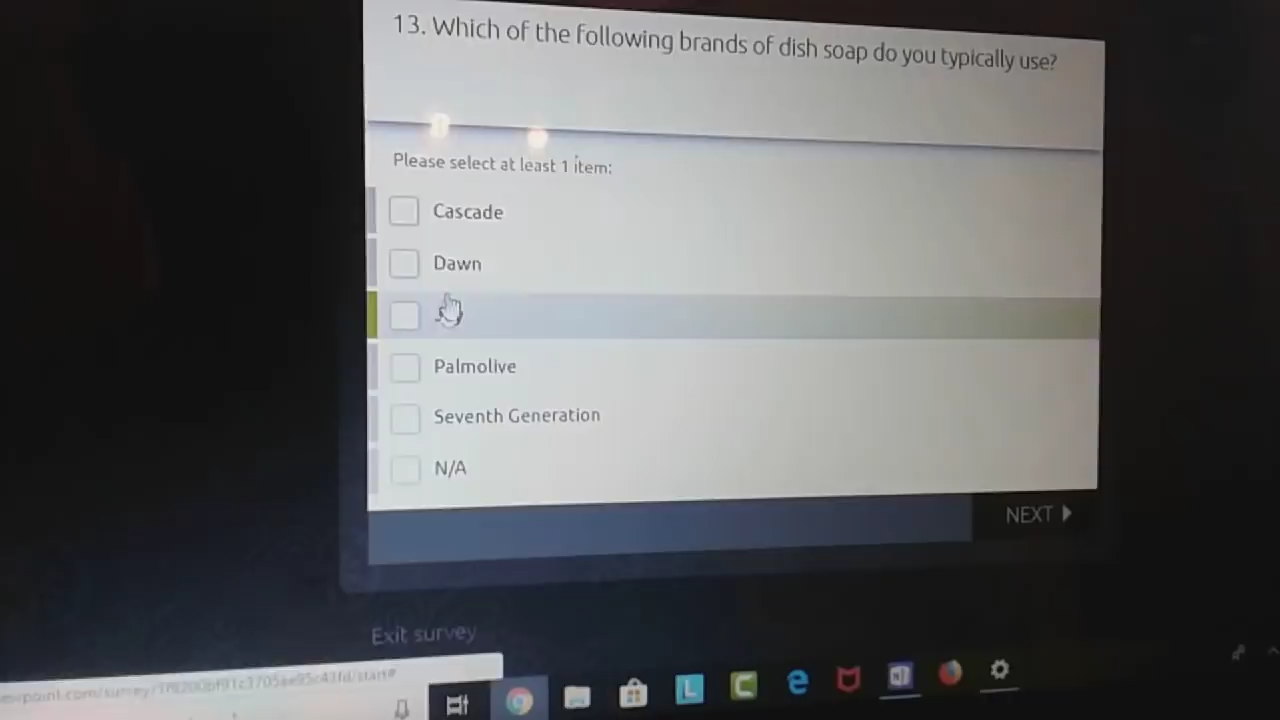 13. Which of the following brands of dish soap do you typically use?
Please select at least 1 item:
Cascade
Dawn
Palmolive
Seventh Generation
N/A
NEXT
Exit survey